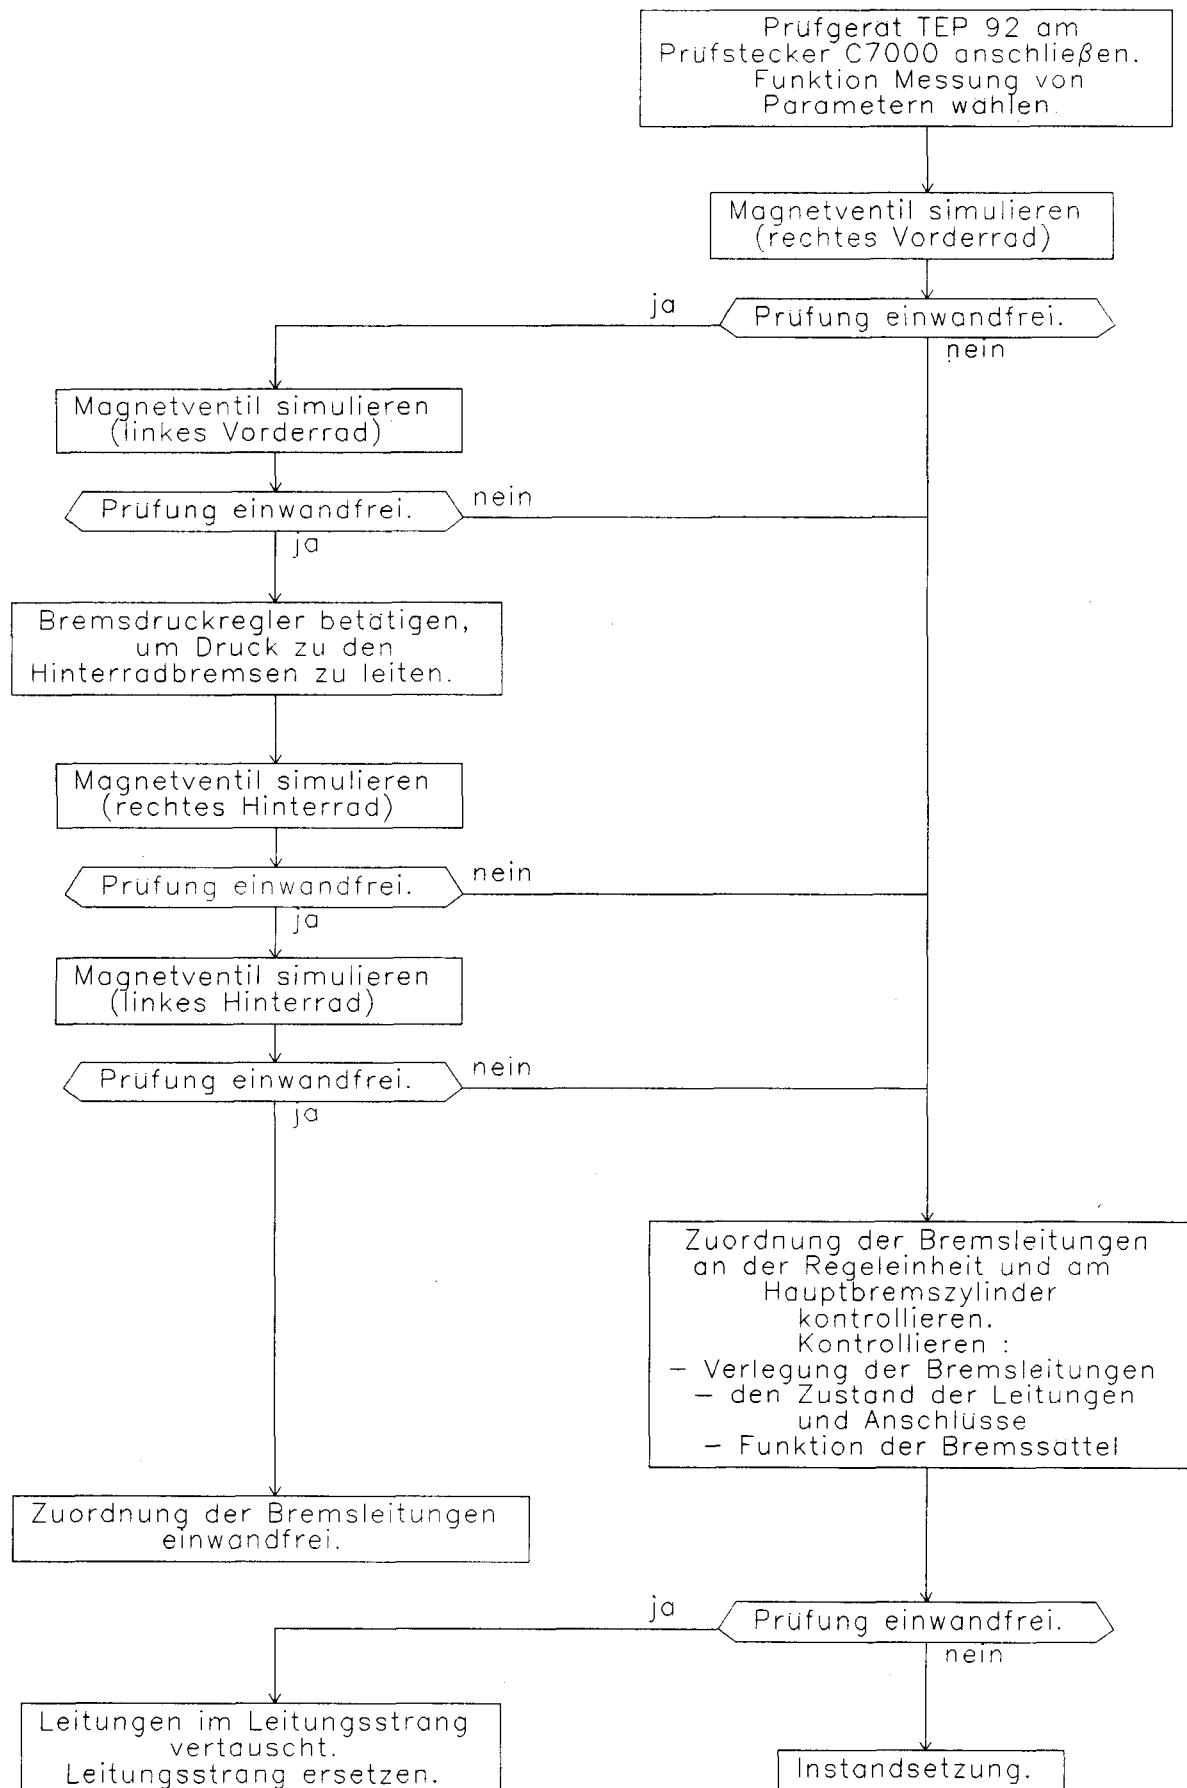 Prüfgerät TEP 92 am
Prüfstecker C7000 anschließen.
Funktion Messung von
Parametern wählen.
Magnetventil simulieren
(rechtes Vorderrad)
Prüfung einwandfrei.
ja
nein
Magnetventil simulieren
(linkes Vorderrad)
Prüfung einwandfrei.
nein
ja
Bremsdruckregler betätigen,
um Druck zu den
Hinterradbremsen zu leiten.
Magnetventil simulieren
(rechtes Hinterrad)
Prüfung einwandfrei.
nein
ja
Magnetventil simulieren
(linkes Hinterrad)
Prüfung einwandfrei.
nein
ja
Zuordnung der Bremsleitungen
an der Regeleinheit und am
Hauptbremszylinder
kontrollieren.
Kontrollieren :
– Verlegung der Bremsleitungen
– den Zustand der Leitungen
und Anschlüsse
– Funktion der Bremssättel
Zuordnung der Bremsleitungen
einwandfrei.
Prüfung einwandfrei.
ja
nein
Leitungen im Leitungsstrang
vertauscht.
Leitungsstrang ersetzen.
Instandsetzung.